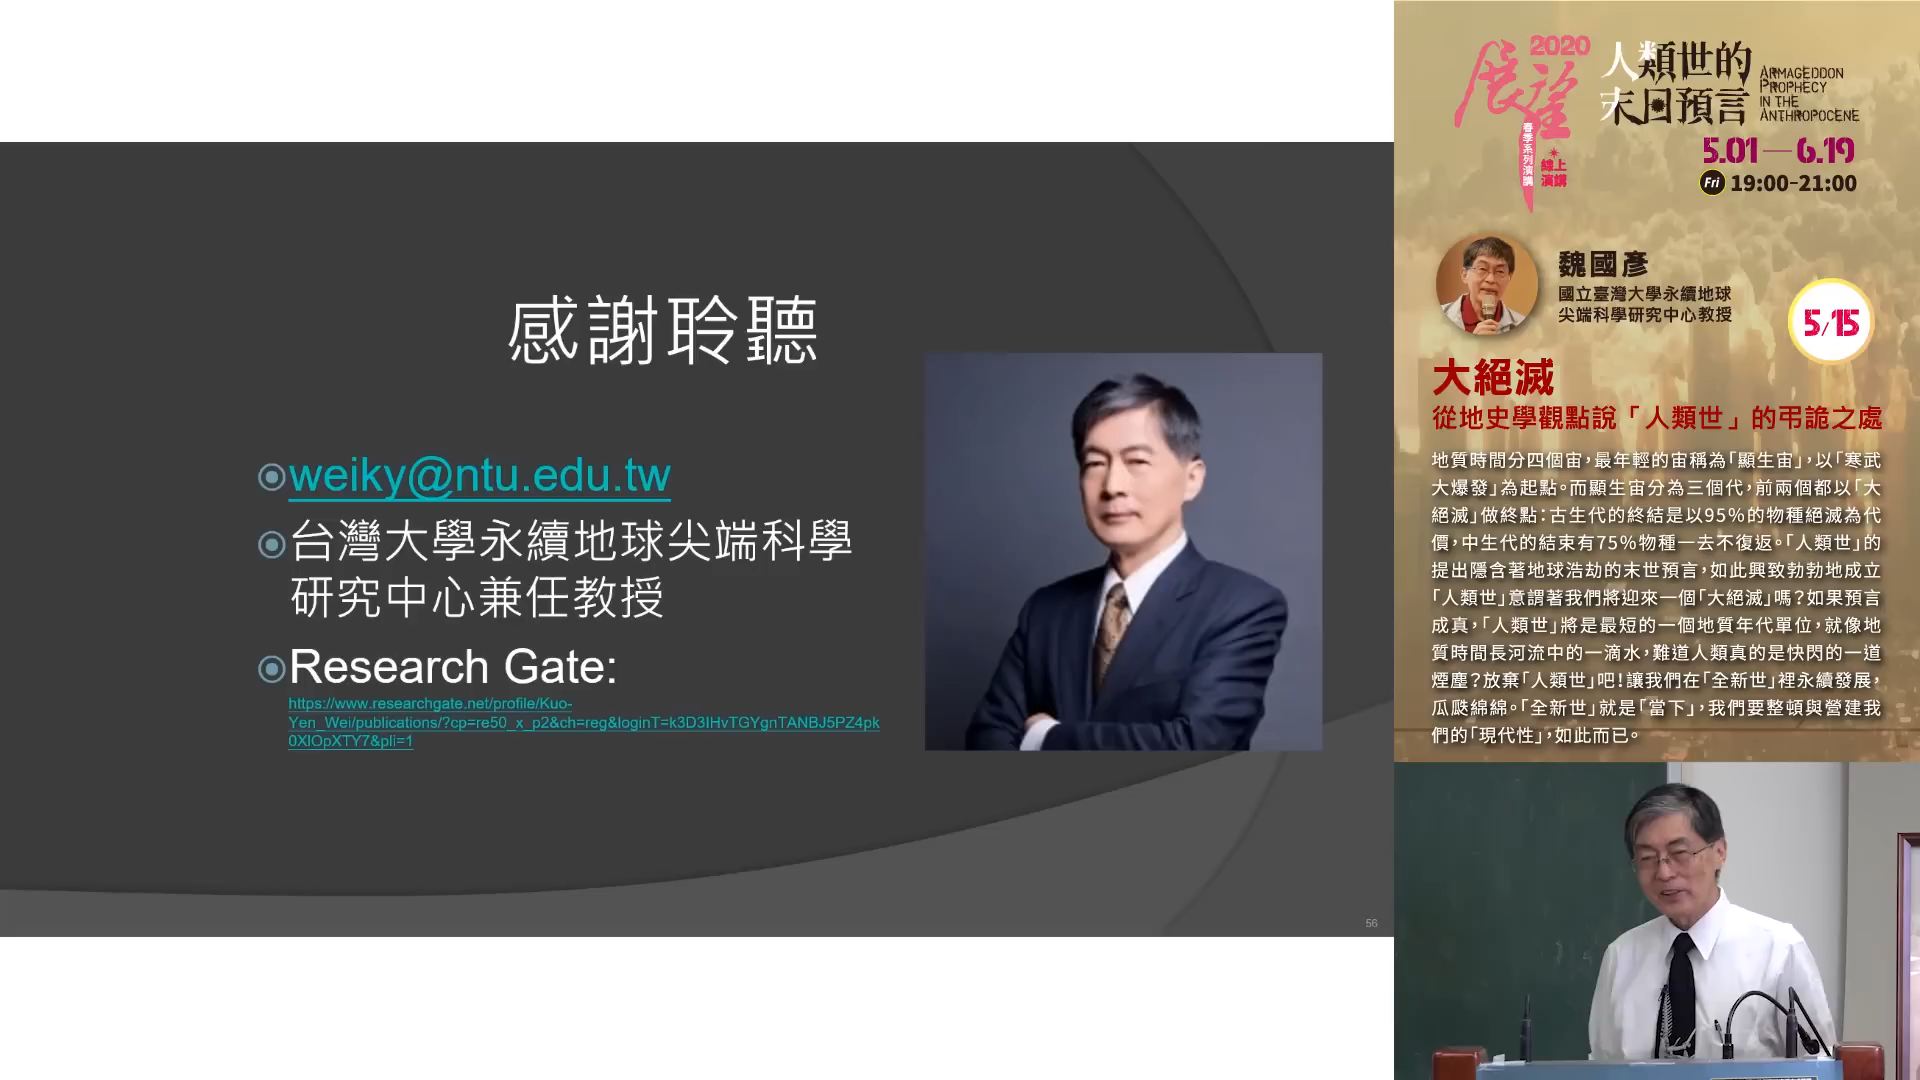 感謝聆聽
weiky@ntu.edu.tw
台灣大學永續地球尖端科學
研究中心兼任教授
Research Gate:
https://www.researchgate.net/profile/Kuo-
Yen_Wei/publications/?cp=re50_x_p2&ch=reg&loginT=k3D3IHvTGYgnTANBJ5PZ4pk
0XlOpXTY7&pli=1
56
2020
展望
春季系列演講
線上
演講
人類世的
末日預言
ARMAGEDDON
PROPHECY
IN THE
ANTHROPOCENE
5.01—6.19
Fri 19:00-21:00
魏國彥
國立臺灣大學永續地球
尖端科學研究中心教授
5/15
大絕滅
從地史學觀點說「人類世」的弔詭之處
地質時間分四個宙，最年輕的宙稱為「顯生宙」，以「寒武
大爆發」為起點。而顯生宙分為三個代，前兩個都以「大
絕滅」做終點：古生代的終結是以95%的物種絕滅為代
價，中生代的結束有75%物種一去不復返。「人類世」的
提出隱含著地球浩劫的末世預言，如此興致勃勃地成立
「人類世」意謂著我們將迎來一個「大絕滅」嗎？如果預言
成真，「人類世」將是最短的一個地質年代單位，就像地
質時間長河流中的一滴水，難道人類真的是快閃的一道
煙塵？放棄「人類世」吧！讓我們在「全新世」裡永續發展，
瓜瓞綿綿。「全新世」就是「當下」，我們要整頓與營建我
們的「現代性」，如此而已。